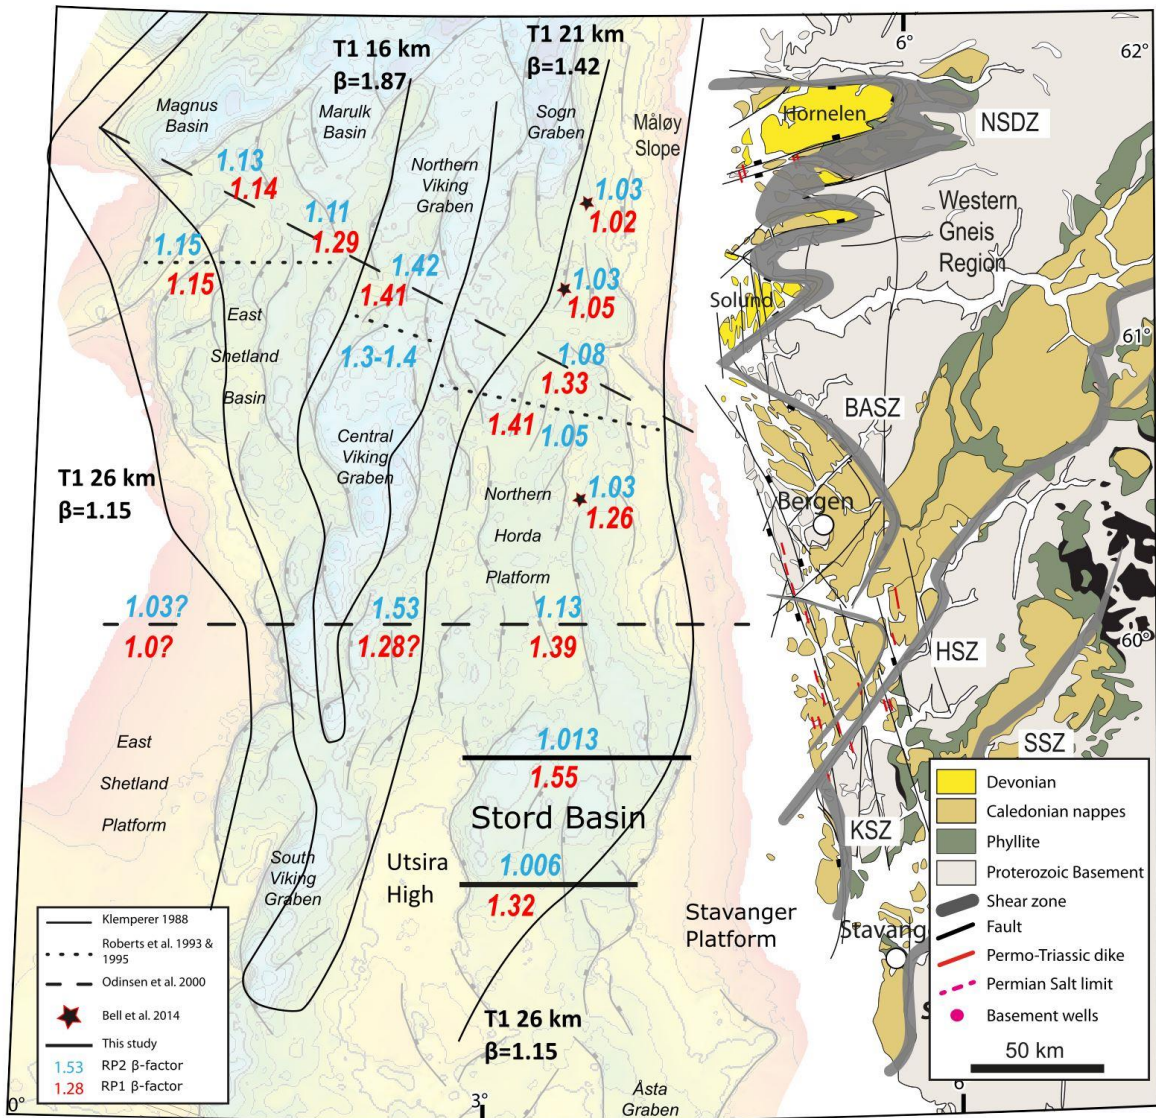 T1 16 km
β=1.87
T1 21 km
β=1.42
6°
62°
Magnus
Basin
Marulk
Basin
Sogn
Graben
Måløy
Slope
Hornelen
NSDZ
Northern
Viking
Graben
1.13
1.14
1.11
1.29
1.03
1.02
1.15
1.15
1.42
1.41
1.03
1.05
Western
Gneis
Region
Solund
61°
East
Shetland
Basin
1.3-1.4
1.08
1.33
1.41
1.05
BASZ
Central
Viking
Graben
T1 26 km
β=1.15
Northern
Horda
Platform
1.03
1.26
Bergen
1.03?
1.0?
1.53
1.28?
1.13
1.39
60°
HSZ
East
Shetland
Platform
1.013
1.55
Stord Basin
SSZ
KSZ
South
Viking
Graben
Utsira
High
1.006
1.32
Stavanger
Platform
Stavang
S
T1 26 km
β=1.15
Åsta
Graben
0°
3°
Klemperer 1988
Roberts et al. 1993 &
1995
Odinsen et al. 2000
Bell et al. 2014
This study
1.53 RP2 β-factor
1.28 RP1 β-factor
Devonian
Caledonian nappes
Phyllite
Proterozoic Basement
Shear zone
Fault
Permo-Triassic dike
Permian Salt limit
Basement wells
50 km